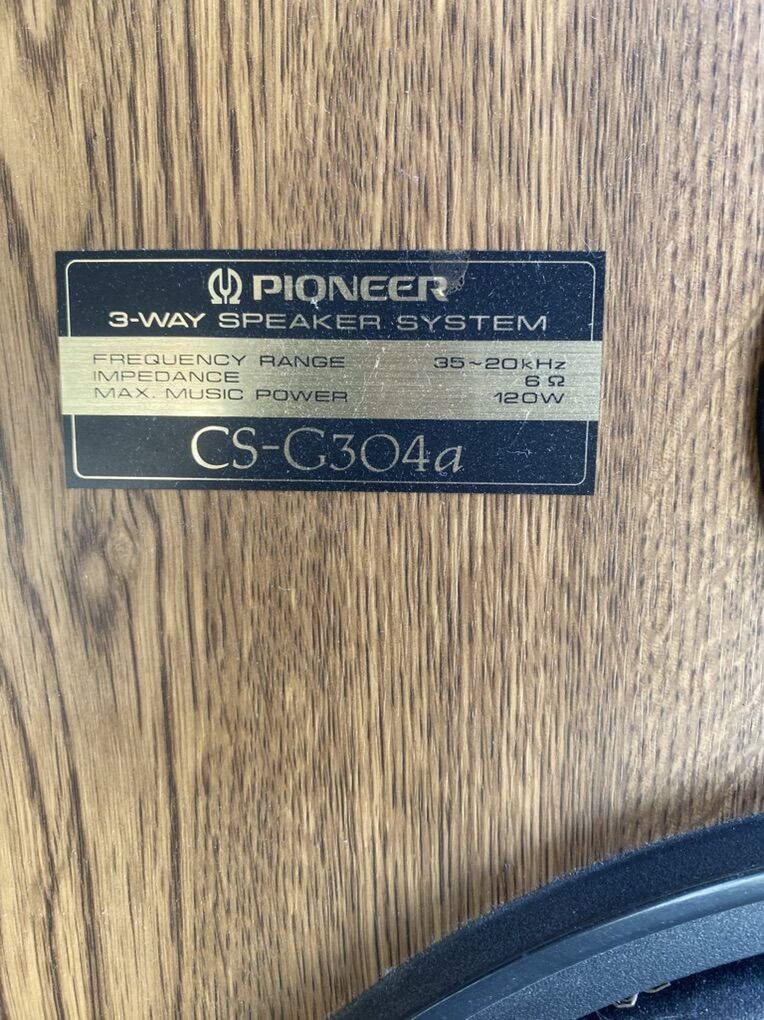 PIONEER
3-WAY SPEAKER SYSTEM
FREQUENCY RANGE 35~20kHz
IMPEDANCE 6 Ω
MAX. MUSIC POWER 120W
CS-G304a